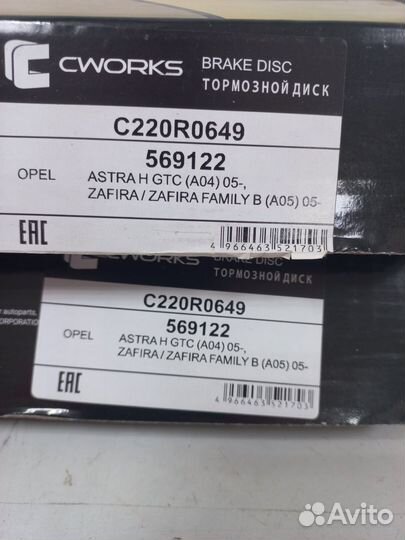 CWORKS BRAKE DISC
ТОРМОЗНОЙ ДИСК
C220R0649
569122
OPEL
ASTRA H GTC (A04) 05-,
ZAFIRA / ZAFIRA FAMILY B (A05) 05-
EAC
4 966463 521703
CWORKS BRAKE DISC
ТОРМОЗНОЙ ДИСК
autoparts,
CORPORATION
C220R0649
569122
OPEL
ASTRA H GTC (A04) 05-,
ZAFIRA / ZAFIRA FAMILY B (A05) 05-
EAC
4 966463 521703
Avito